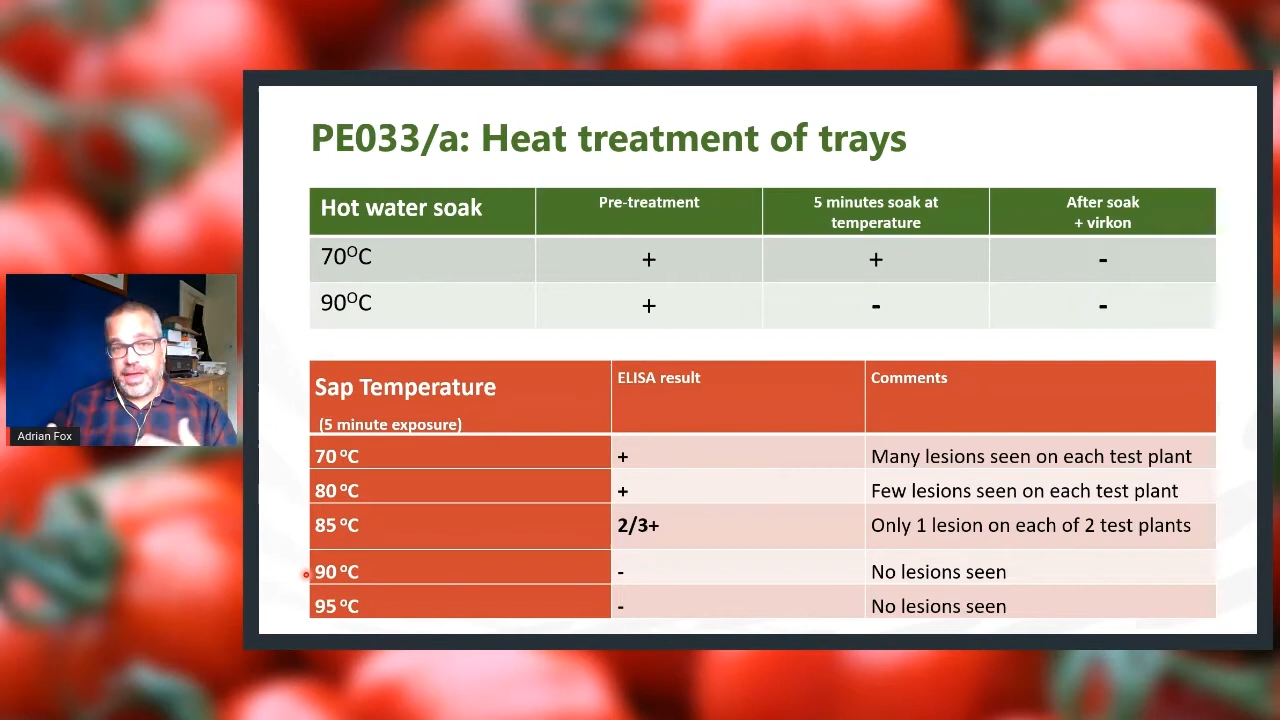 PE033/a: Heat treatment of trays
Hot water soak
Pre-treatment
5 minutes soak at
temperature
After soak
+ virkon
70ᴼC
+
+
-
90ᴼC
+
-
-
Sap Temperature
(5 minute exposure)
ELISA result
Comments
70 ºC
+
Many lesions seen on each test plant
80 ºC
+
Few lesions seen on each test plant
85 ºC
2/3+
Only 1 lesion on each of 2 test plants
90 ºC
-
No lesions seen
95 ºC
-
No lesions seen
Adrian Fox